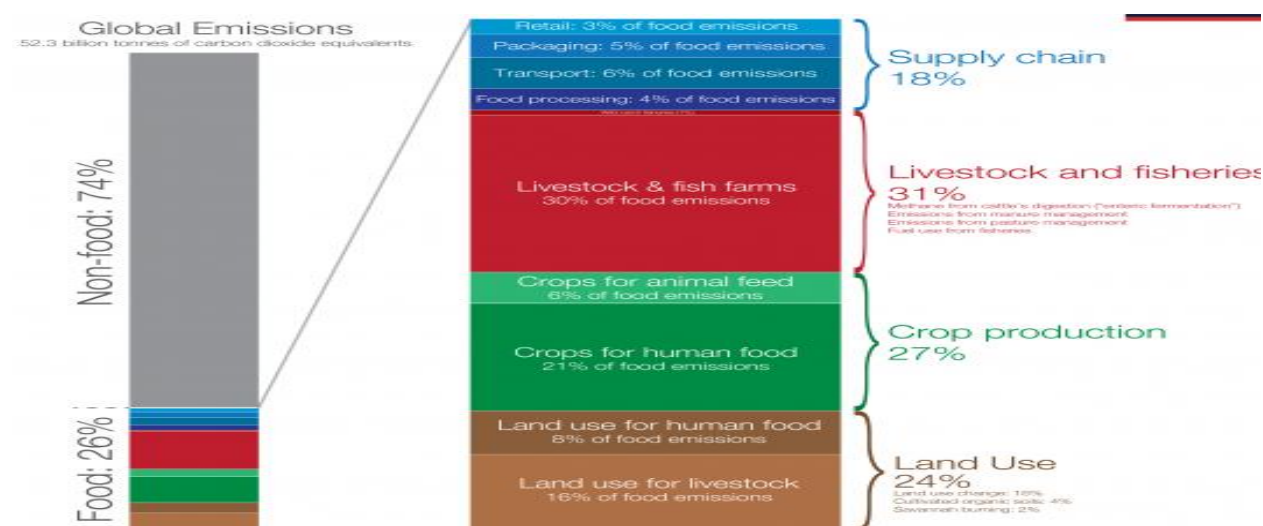 Global Emissions
52.3 billion tonnes of carbon dioxide equivalents
Non-food: 74%
Food: 26%
Retail: 3% of food emissions
Packaging: 5% of food emissions
Transport: 6% of food emissions
Food processing: 4% of food emissions
Livestock & fish farms
30% of food emissions
Crops for animal feed
6% of food emissions
Crops for human food
21% of food emissions
Land use for human food
8% of food emissions
Land use for livestock
16% of food emissions
Supply chain
18%
Livestock and fisheries
31%
Methane from cattle's digestion ("enteric fermentation")
Emissions from manure management
Emissions from pasture management
Fuel use from fisheries
Crop production
27%
Land Use
24%
Land use change: 18%
Cultivated organic soils: 4%
Savannah burning: 2%